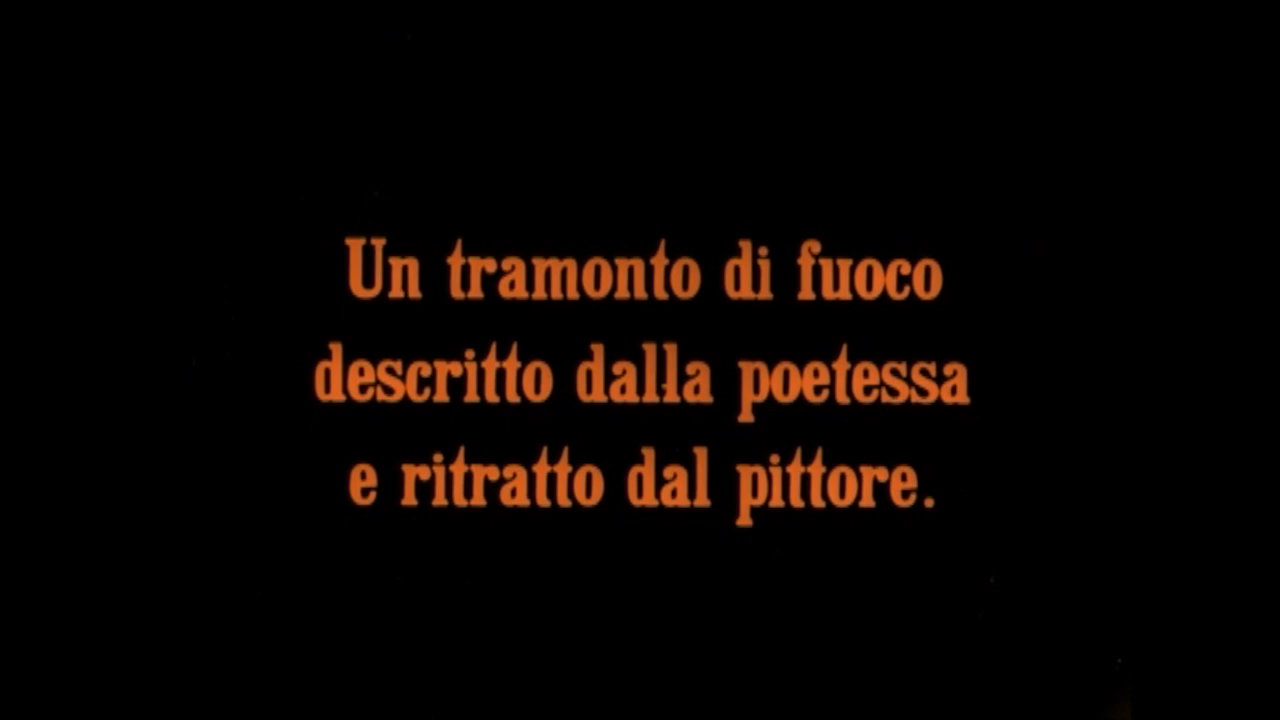 Un tramonto di fuoco
descritto dalla poetessa
e ritratto dal pittore.